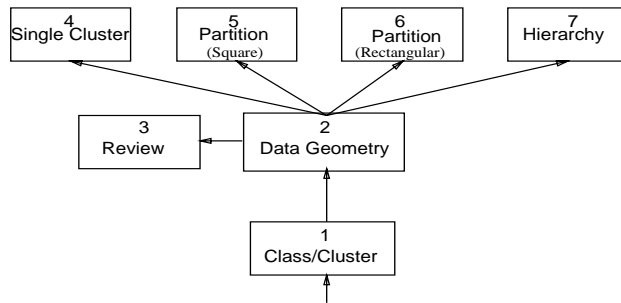 4
Single Cluster
5
Partition
(Square)
6
Partition
(Rectangular)
7
Hierarchy
3
Review
2
Data Geometry
1
Class/Cluster